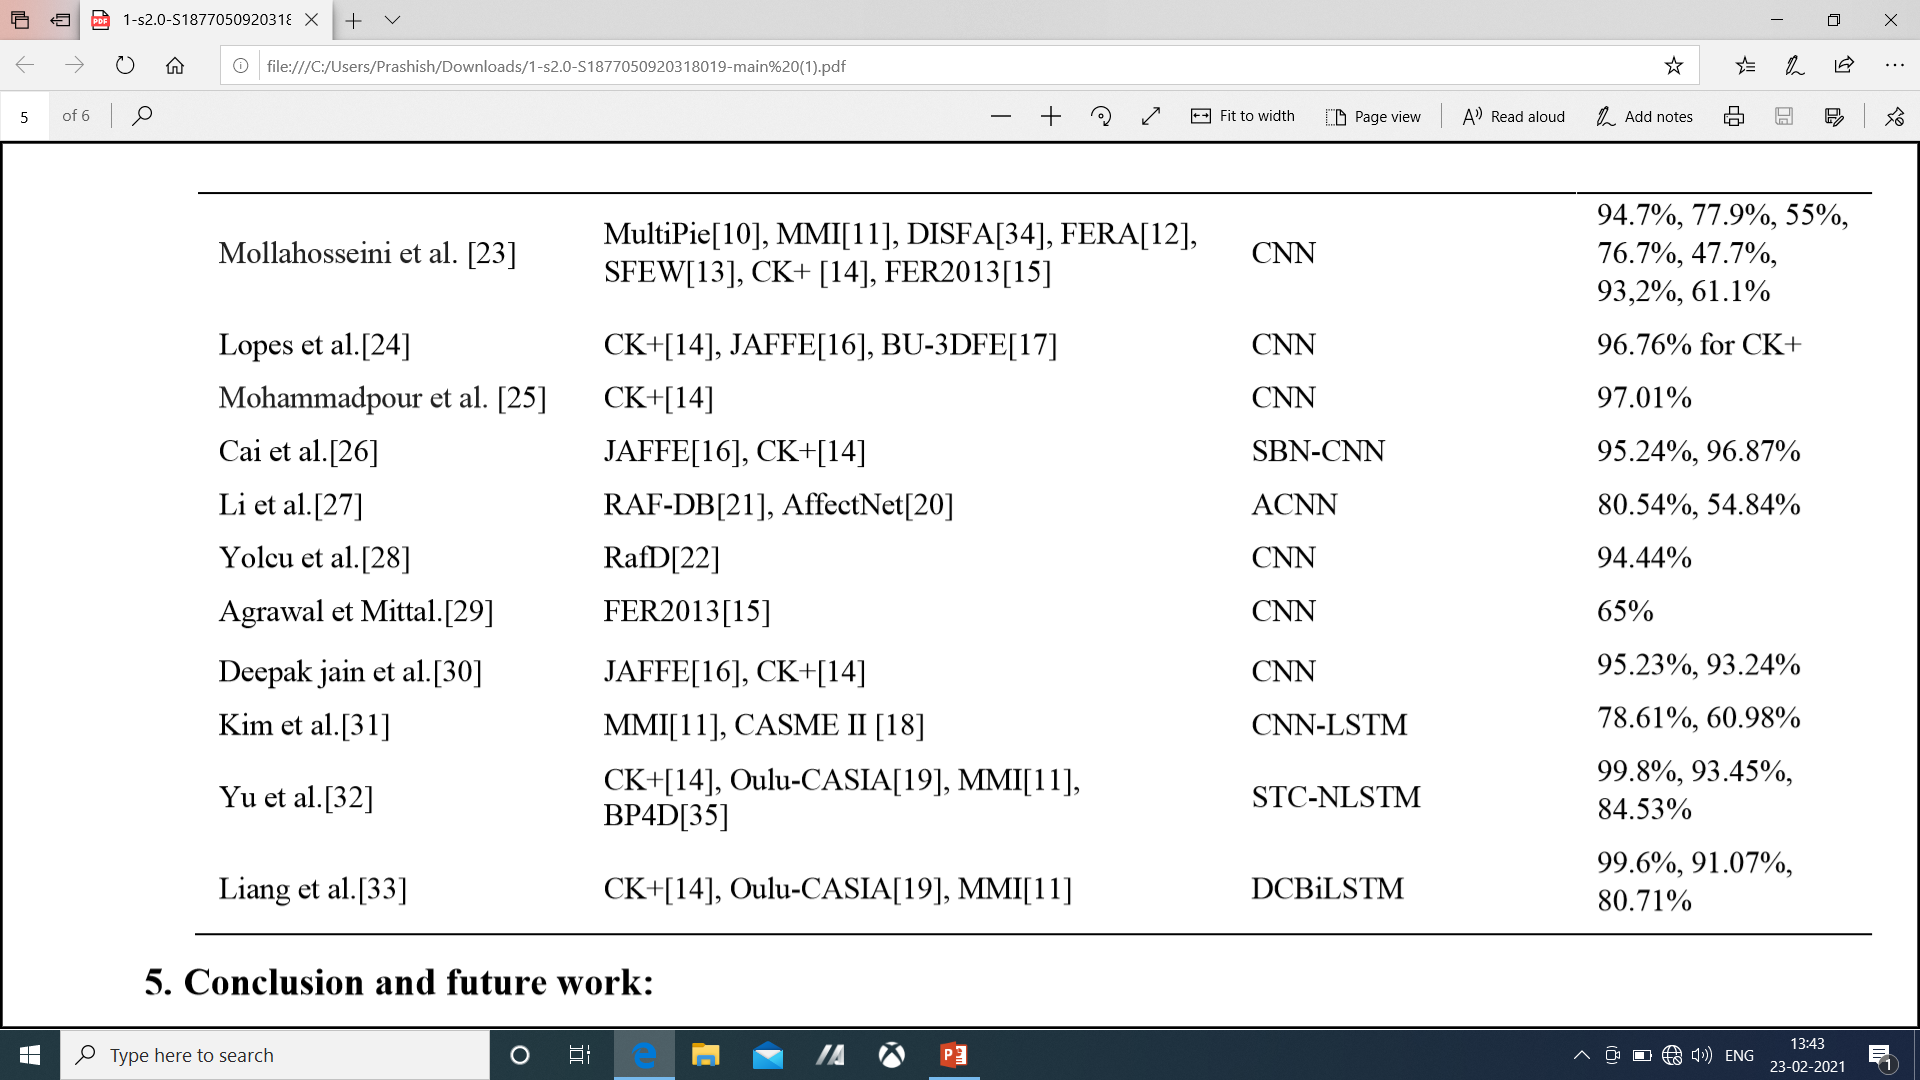 1-s2.0-S1877050920318
file:///C:/Users/Prashish/Downloads/1-s2.0-S1877050920318019-main%20(1).pdf
5 of 6 Fit to width Page view Read aloud Add notes
Mollahosseini et al. [23] MultiPie[10], MMI[11], DISFA[34], FERA[12], SFEW[13], CK+ [14], FER2013[15] CNN 94.7%, 77.9%, 55%, 76.7%, 47.7%, 93,2%, 61.1%
Lopes et al.[24] CK+[14], JAFFE[16], BU-3DFE[17] CNN 96.76% for CK+
Mohammadpour et al. [25] CK+[14] CNN 97.01%
Cai et al.[26] JAFFE[16], CK+[14] SBN-CNN 95.24%, 96.87%
Li et al.[27] RAF-DB[21], AffectNet[20] ACNN 80.54%, 54.84%
Yolcu et al.[28] RafD[22] CNN 94.44%
Agrawal et Mittal.[29] FER2013[15] CNN 65%
Deepak jain et al.[30] JAFFE[16], CK+[14] CNN 95.23%, 93.24%
Kim et al.[31] MMI[11], CASME II [18] CNN-LSTM 78.61%, 60.98%
Yu et al.[32] CK+[14], Oulu-CASIA[19], MMI[11], BP4D[35] STC-NLSTM 99.8%, 93.45%, 84.53%
Liang et al.[33] CK+[14], Oulu-CASIA[19], MMI[11] DCBiLSTM 99.6%, 91.07%, 80.71%
5. Conclusion and future work:
Type here to search
ENG
13:43
23-02-2021
1